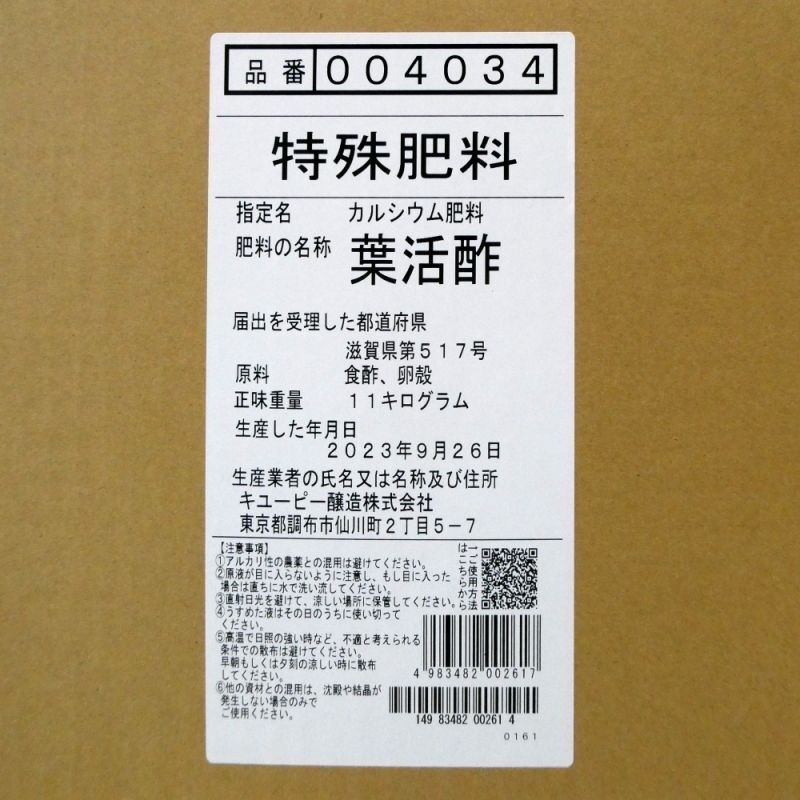 品番 ００４０３４
特殊肥料
指定名 カルシウム肥料
肥料の名称 葉活酢
届出を受理した都道府県
滋賀県第５１７号
原料 食酢、卵殻
正味重量 １１キログラム
生産した年月日
２０２３年９月２６日
生産業者の氏名又は名称及び住所
キユーピー醸造株式会社
東京都調布市仙川町２丁目５－７
【注意事項】
①アルカリ性の農薬との混用は避けてください。
②原液が目に入らないように注意し、もし目に入った
場合は直ちに水で洗い流してください。
③直射日光を避けて、涼しい場所に保管してください。
④うすめた液はその日のうちに使い切って
ください。
⑤高温で日照の強い時など、不適と考えられる
条件での散布は避けてください。
早朝もしくは夕刻の涼しい時に散布
してください。
⑥他の資材との混用は、沈殿や結晶が
発生しない場合のみで
ご使用ください。
ご使用方法
はこちらから
4 983482 002617
149 83482 00261 4
0161